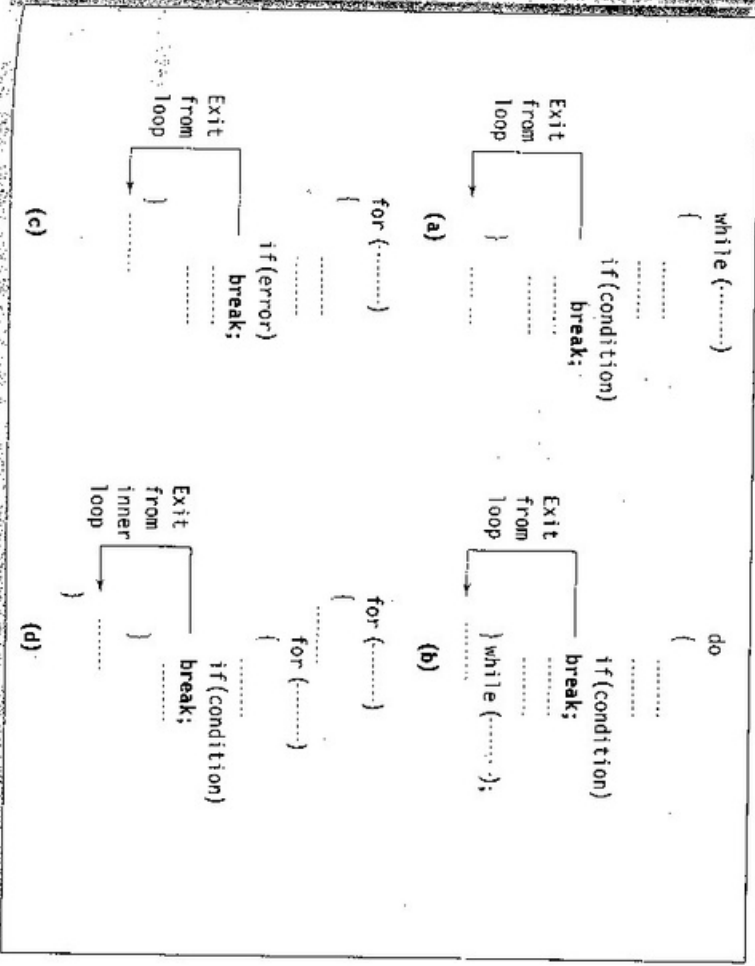 while (.........)
{
..........
..........
if(condition)
break;
.........
..........
}
..... .....
Exit
from
loop
(a)
do
{
..........
..........
if(condition)
break;
..........
..........
} while (...... .);
..........
Exit
from
loop
(b)
for (........)
{
..........
..........
if(error)
break;
..........
..........
}
..........
Exit
from
loop
(c)
for (........)
{
..........
for (........)
{
..........
if(condition)
break;
..........
}
..........
}
Exit
from
inner
loop
(d)